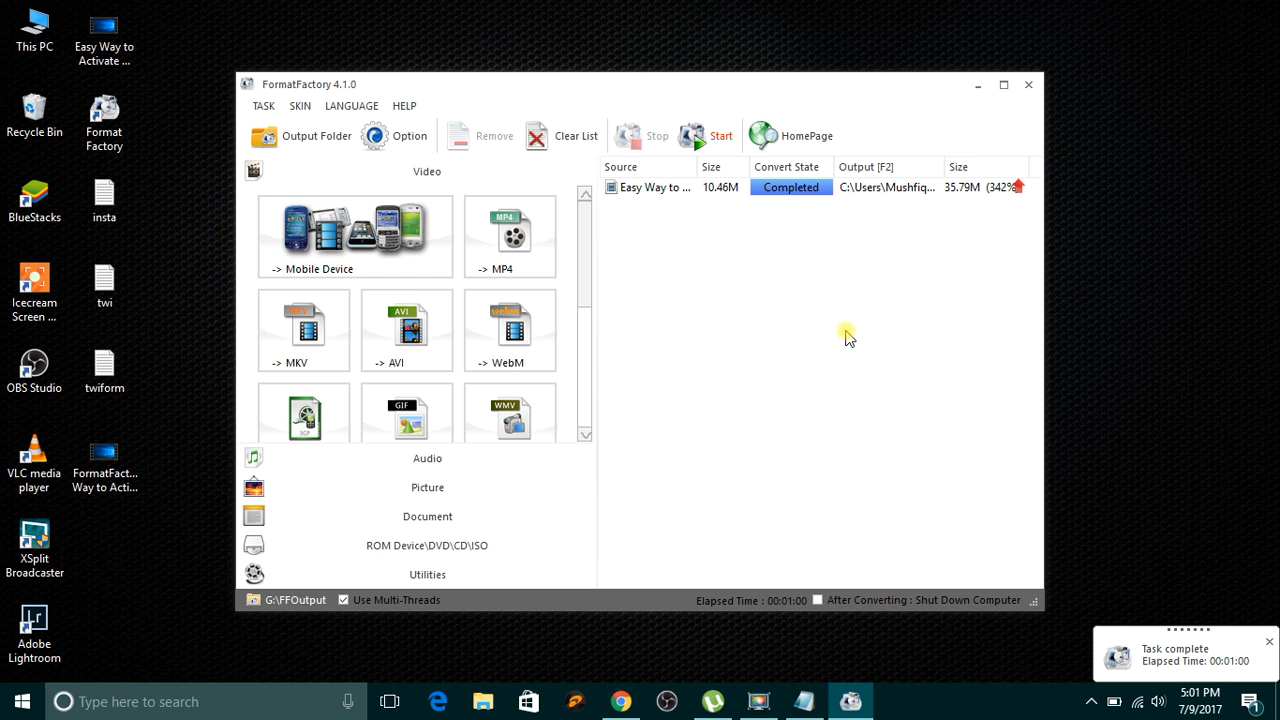 This PC
Easy Way to
Activate ...
Recycle Bin
Format
Factory
BlueStacks
insta
Icecream
Screen ...
twi
OBS Studio
twiform
VLC media
player
FormatFact...
Way to Acti...
XSplit
Broadcaster
Adobe
Lightroom
FormatFactory 4.1.0
TASK SKIN LANGUAGE HELP
Output Folder Option Remove Clear List Stop Start HomePage
Video
-> Mobile Device
MP4
-> MP4
MKV
-> MKV
AVI
-> AVI
webm
-> WebM
3GP
GIF
WMV
Audio
Picture
Document
ROM Device\DVD\CD\ISO
Utilities
Source Size Convert State Output [F2] Size
Easy Way to ... 10.46M Completed C:\Users\Mushfiq... 35.79M (342%
G:\FFOutput Use Multi-Threads Elapsed Time : 00:01:00 After Converting : Shut Down Computer
Task complete
Elapsed Time: 00:01:00
Type here to search
5:01 PM
7/9/2017
1